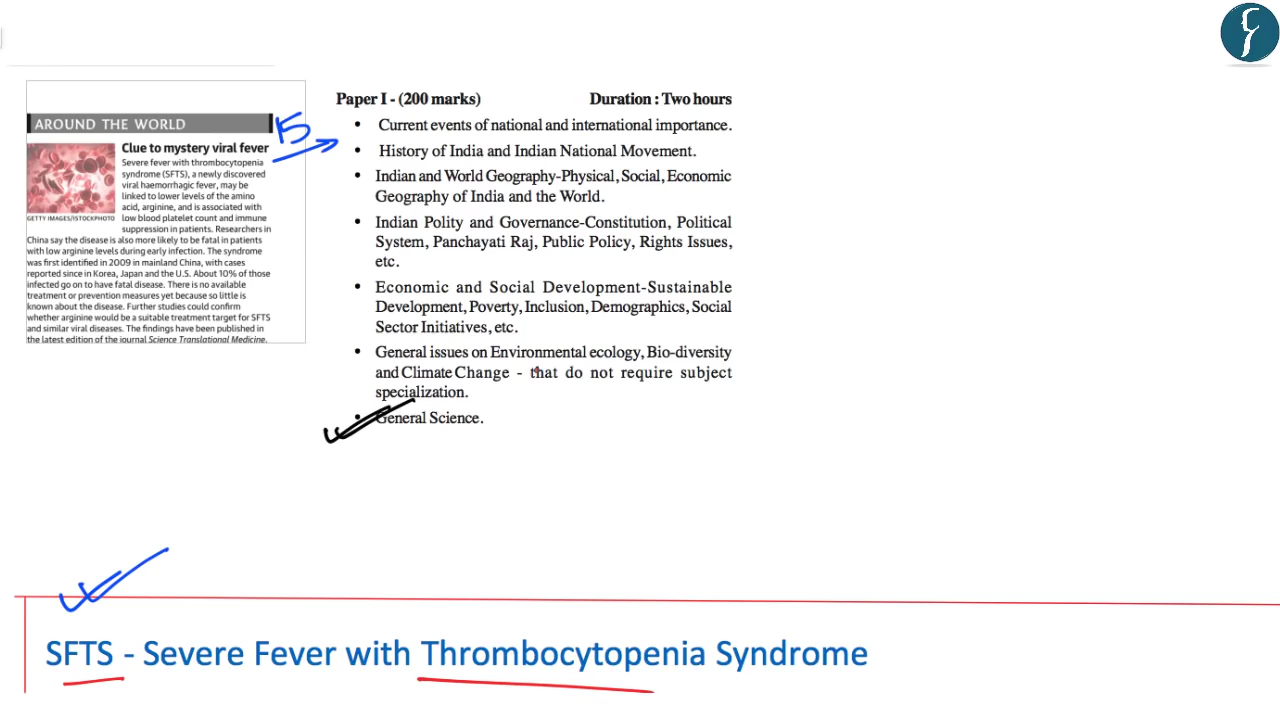 AROUND THE WORLD
15
Clue to mystery viral fever
Severe fever with thrombocytopenia
syndrome (SFTS), a newly discovered
viral haemorrhagic fever, may be
linked to lower levels of the amino
acid, arginine, and is associated with
GETTY IMAGES/ISTOCKPHOTO
low blood platelet count and immune
suppression in patients. Researchers in
China say the disease is also more likely to be fatal in patients
with low arginine levels during early infection. The syndrome
was first identified in 2009 in mainland China, with cases
reported since in Korea, Japan and the U.S. About 10% of those
infected go on to have fatal disease. There is no available
treatment or prevention measures yet because so little is
known about the disease. Further studies could confirm
whether arginine would be a suitable treatment target for SFTS
and similar viral diseases. The findings have been published in
the latest edition of the journal Science Translational Medicine.
Paper I - (200 marks) Duration : Two hours
• Current events of national and international importance.
• History of India and Indian National Movement.
• Indian and World Geography-Physical, Social, Economic
Geography of India and the World.
• Indian Polity and Governance-Constitution, Political
System, Panchayati Raj, Public Policy, Rights Issues,
etc.
• Economic and Social Development-Sustainable
Development, Poverty, Inclusion, Demographics, Social
Sector Initiatives, etc.
• General issues on Environmental ecology, Bio-diversity
and Climate Change - that do not require subject
specialization.
• General Science.
SFTS - Severe Fever with Thrombocytopenia Syndrome